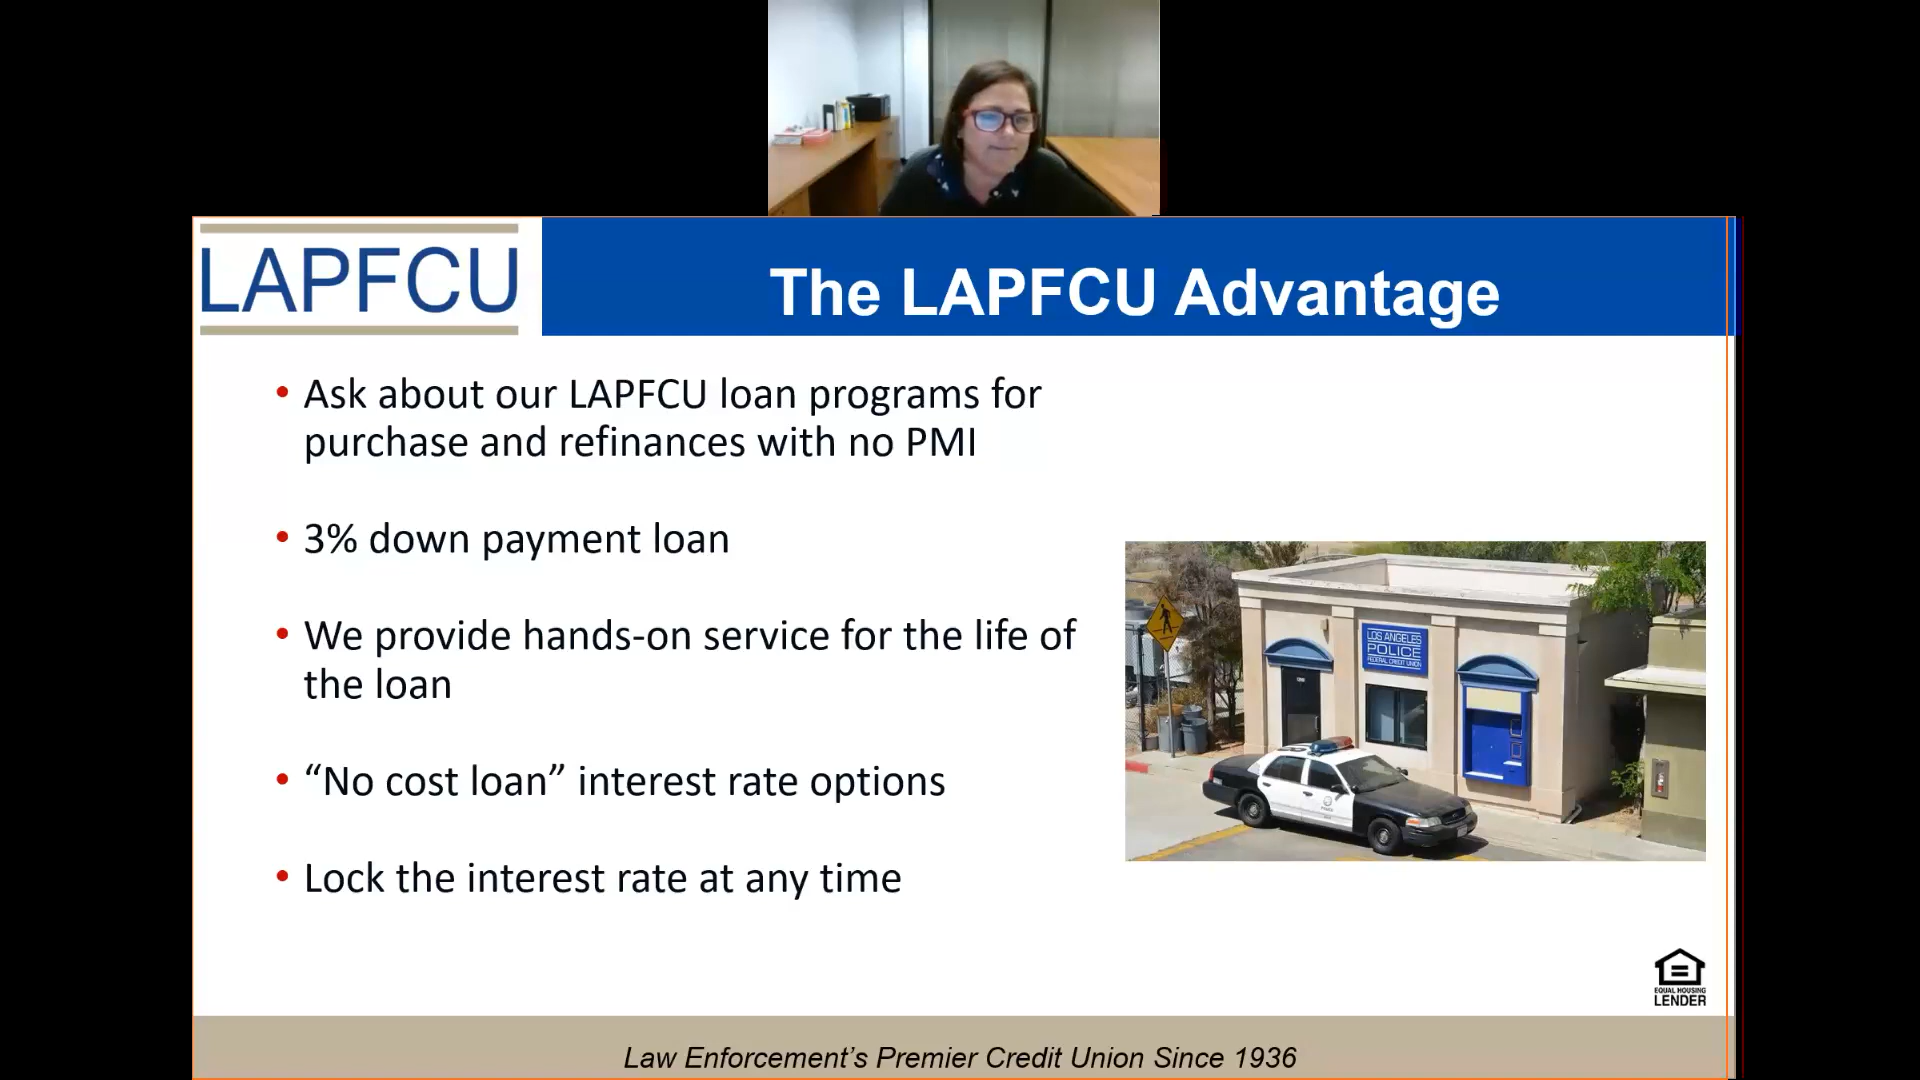 LAPFCU
The LAPFCU Advantage
• Ask about our LAPFCU loan programs for
purchase and refinances with no PMI
• 3% down payment loan
• We provide hands-on service for the life of
the loan
• “No cost loan” interest rate options
• Lock the interest rate at any time
LOS ANGELES
POLICE
FEDERAL CREDIT UNION
EQUAL HOUSING
LENDER
Law Enforcement’s Premier Credit Union Since 1936